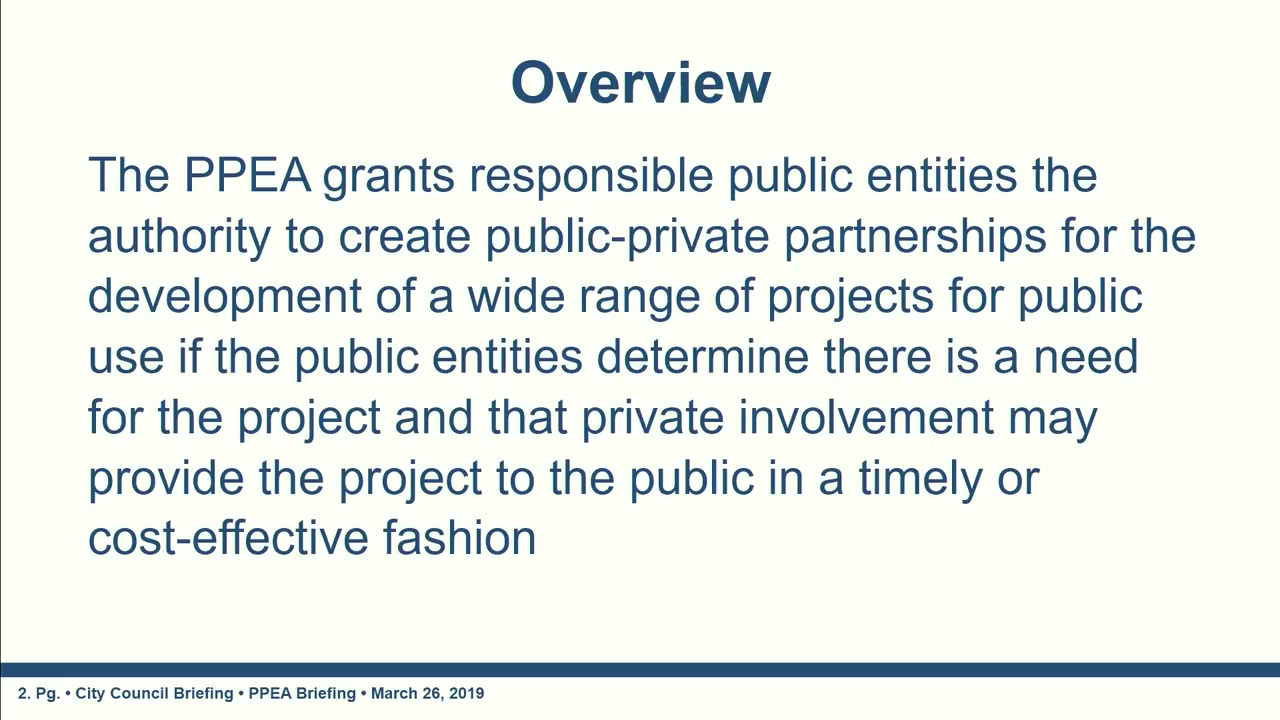 Overview
The PPEA grants responsible public entities the
authority to create public-private partnerships for the
development of a wide range of projects for public
use if the public entities determine there is a need
for the project and that private involvement may
provide the project to the public in a timely or
cost-effective fashion
2. Pg. • City Council Briefing • PPEA Briefing • March 26, 2019